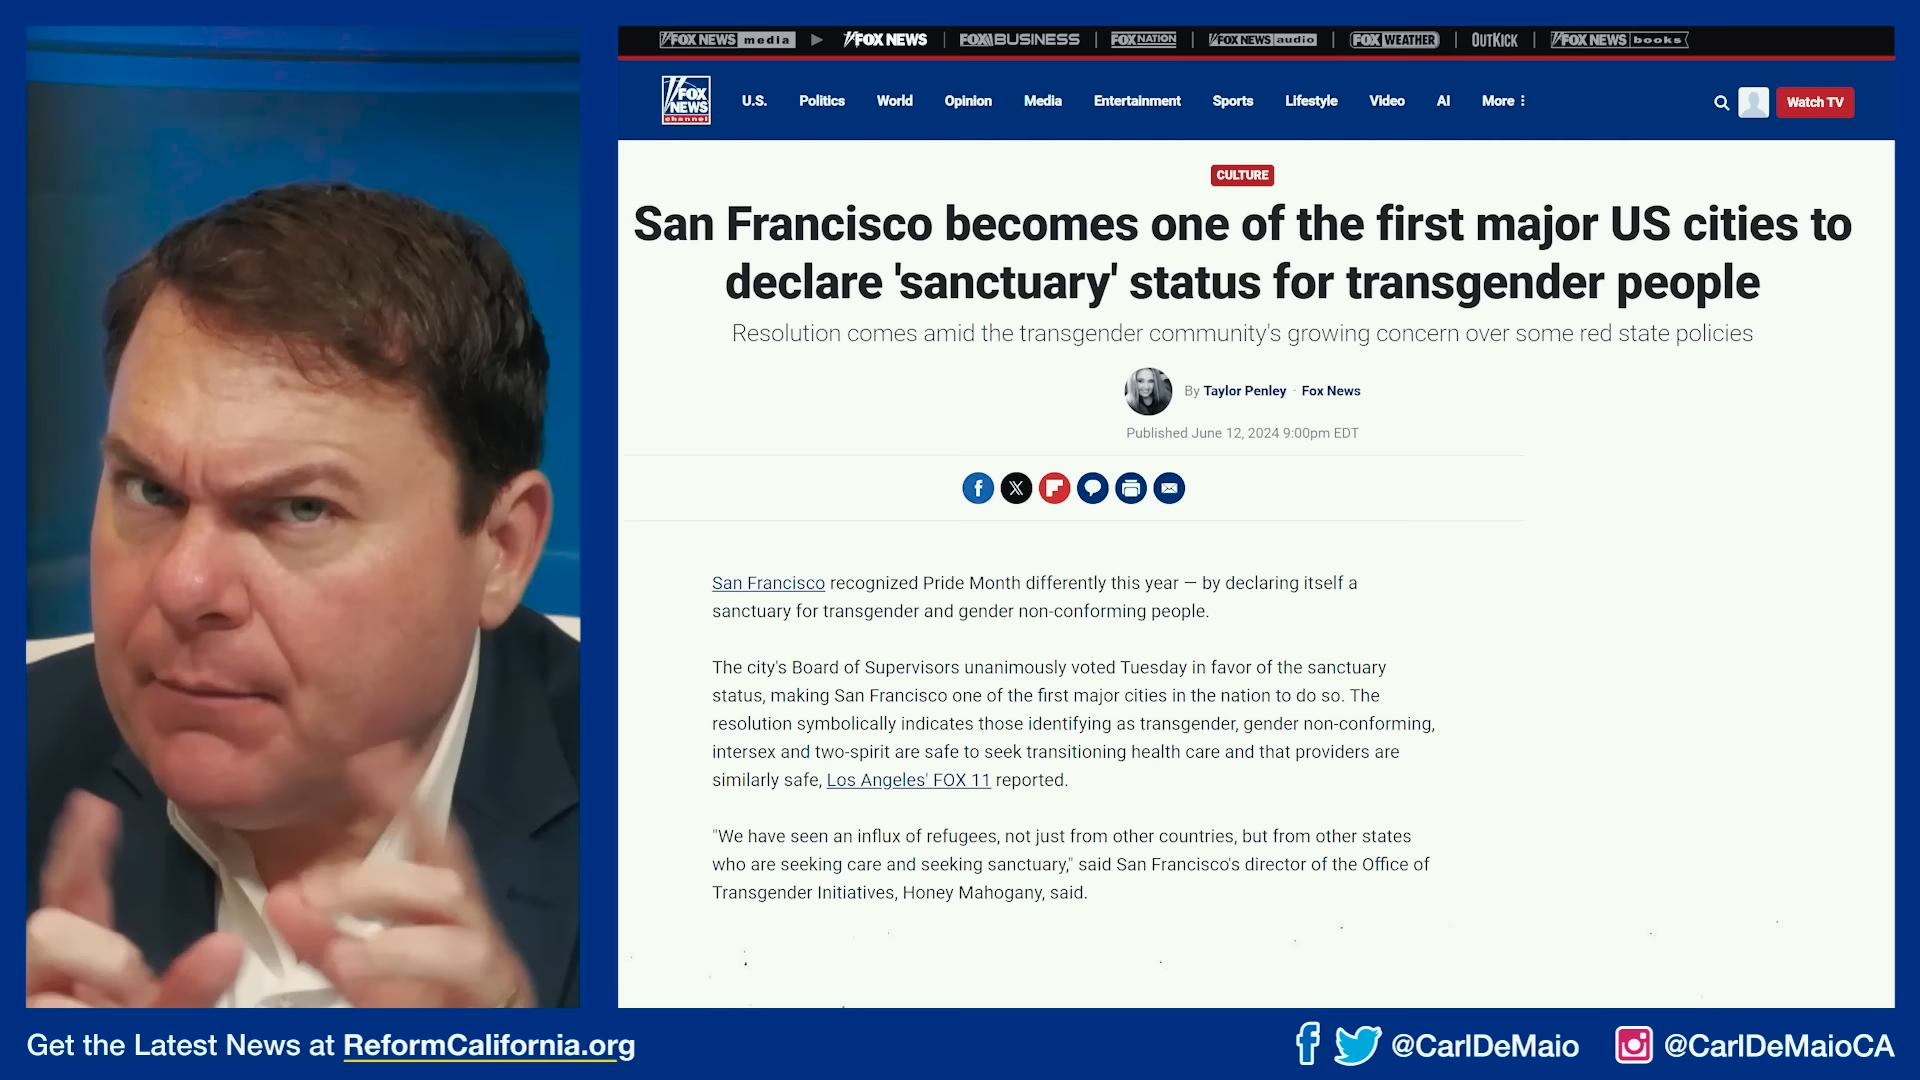 FOX NEWS media
FOX NEWS
FOX BUSINESS
FOX NATION
FOX NEWS audio
FOX WEATHER
OUTKICK
FOX NEWS books
FOX
NEWS
channel
U.S.
Politics
World
Opinion
Media
Entertainment
Sports
Lifestyle
Video
AI
More
Watch TV
CULTURE
San Francisco becomes one of the first major US cities to
declare 'sanctuary' status for transgender people
Resolution comes amid the transgender community's growing concern over some red state policies
By Taylor Penley · Fox News
Published June 12, 2024 9:00pm EDT
San Francisco recognized Pride Month differently this year — by declaring itself a
sanctuary for transgender and gender non-conforming people.
The city's Board of Supervisors unanimously voted Tuesday in favor of the sanctuary
status, making San Francisco one of the first major cities in the nation to do so. The
resolution symbolically indicates those identifying as transgender, gender non-conforming,
intersex and two-spirit are safe to seek transitioning health care and that providers are
similarly safe, Los Angeles' FOX 11 reported.
"We have seen an influx of refugees, not just from other countries, but from other states
who are seeking care and seeking sanctuary," said San Francisco's director of the Office of
Transgender Initiatives, Honey Mahogany, said.
Get the Latest News at ReformCalifornia.org
@CarlDeMaio
@CarlDeMaioCA